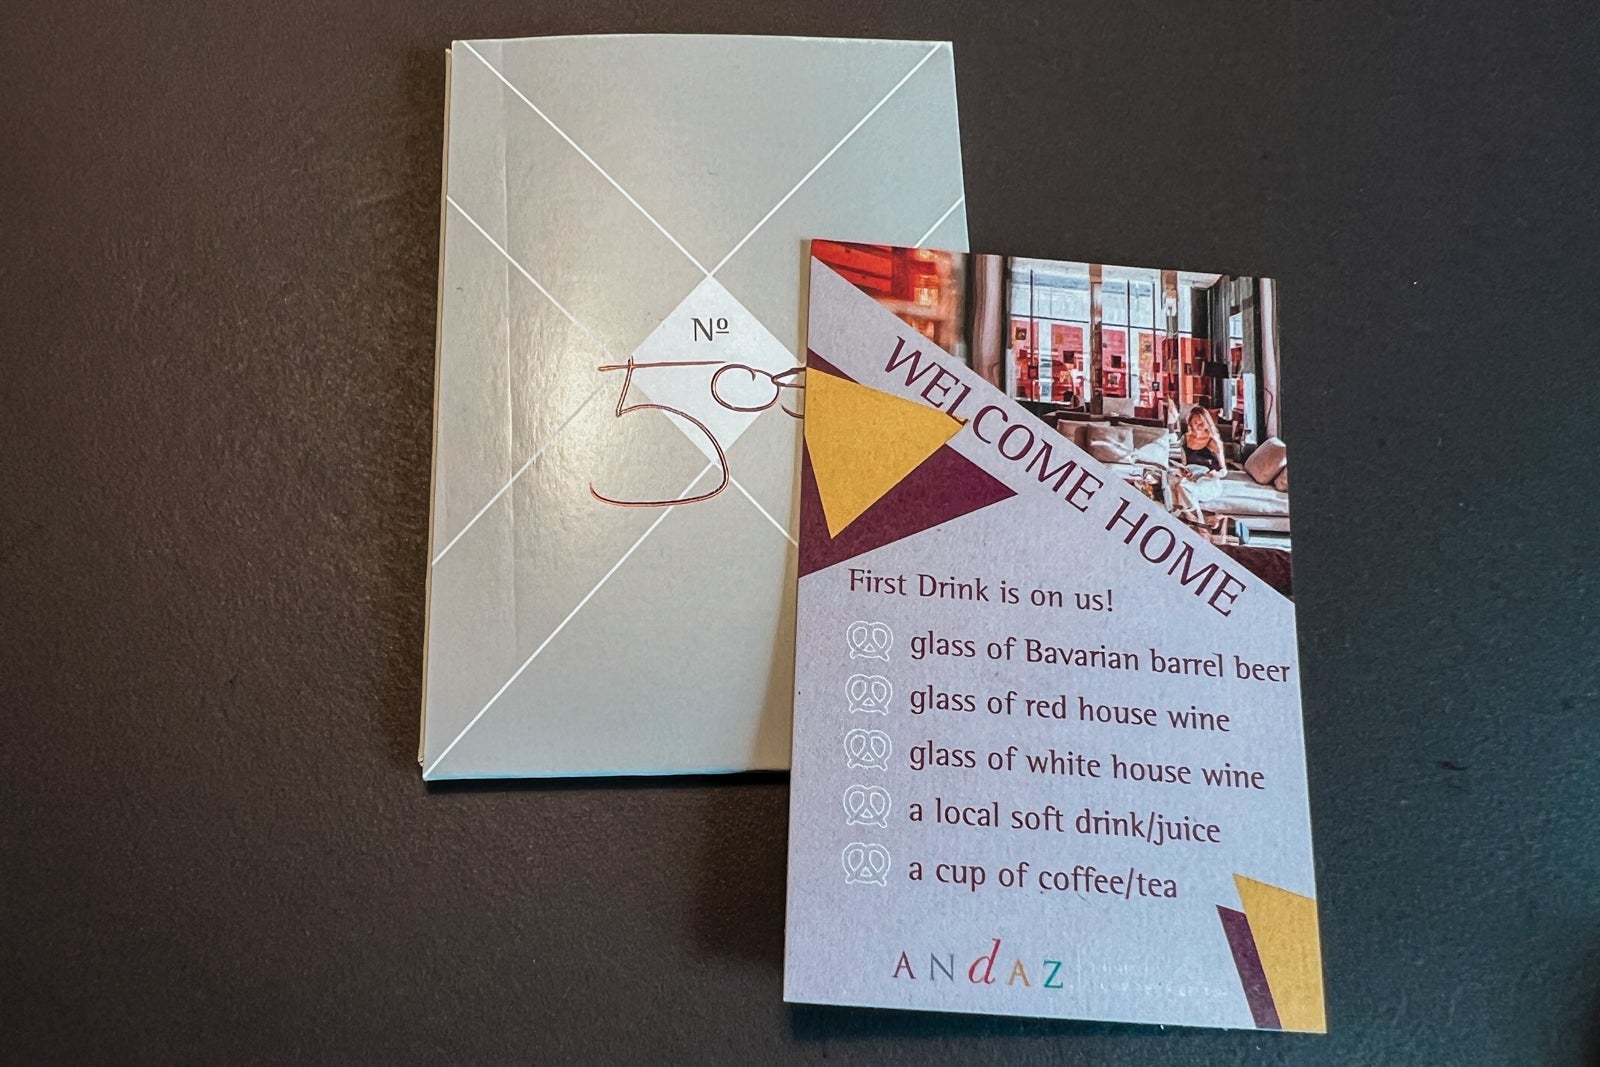 Nº
50
WELCOME HOME
First Drink is on us!
glass of Bavarian barrel beer
glass of red house wine
glass of white house wine
a local soft drink/juice
a cup of coffee/tea
ANdAZ